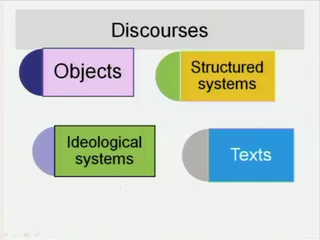 Discourses
Objects
Structured
systems
Ideological
systems
Texts